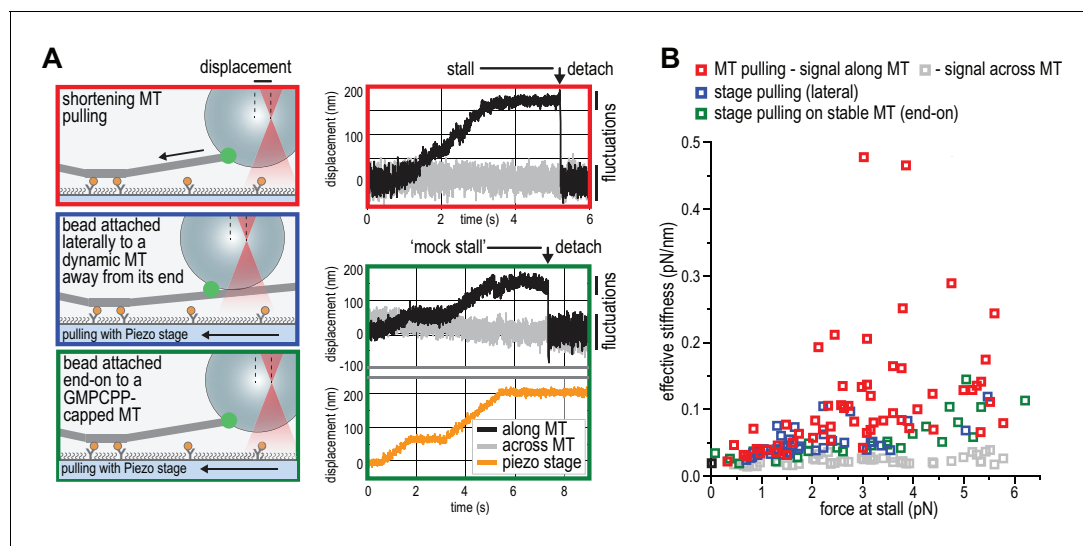 A
displacement
shortening MT
pulling
bead attached
laterally to a
dynamic MT
away from its end
pulling with Piezo stage
bead attached
end-on to a
GMPCPP-
capped MT
pulling with Piezo stage
stall
detach
displacement (nm)
200
100
0
fluctuations
0 2 4 6
time (s)
'mock stall'
detach
displacement (nm)
200
100
0
-100
fluctuations
displacement (nm)
200
100
0
along MT
across MT
piezo stage
0 2 4 6 8
time (s)
B
MT pulling - signal along MT - signal across MT
stage pulling (lateral)
stage pulling on stable MT (end-on)
effective stiffness (pN/nm)
0.5
0.4
0.3
0.2
0.1
0.0
0 1 2 3 4 5 6
force at stall (pN)